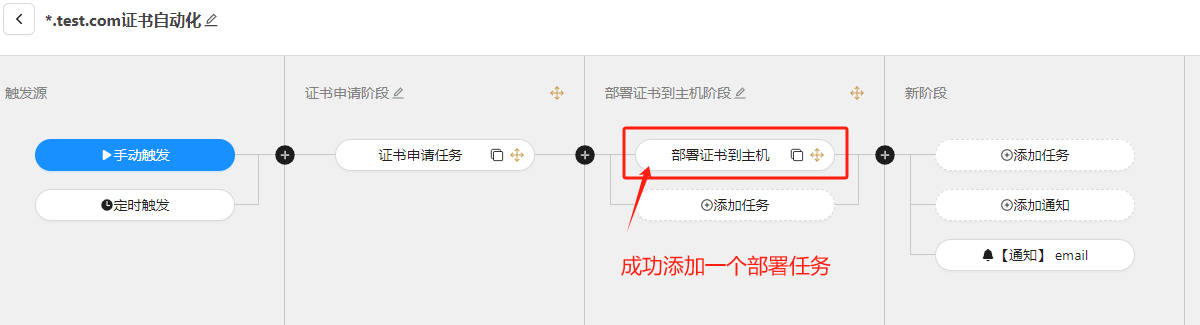 *.test.com证书自动化
触发源
证书申请阶段
部署证书到主机阶段
新阶段
手动触发
证书申请任务
部署证书到主机
添加任务
定时触发
添加任务
添加通知
【通知】 email
成功添加一个部署任务